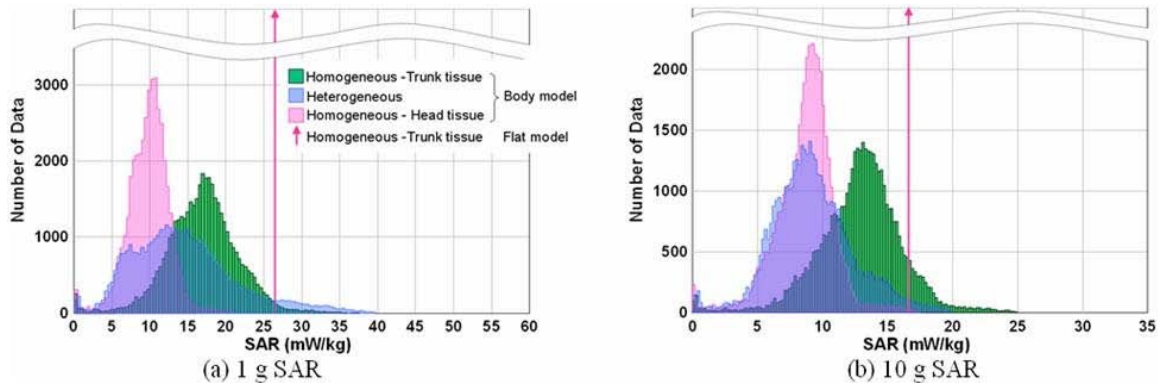 Number of Data
3000
2000
1000
0
Homogeneous -Trunk tissue
Heterogeneous
Homogeneous - Head tissue
Body model
Homogeneous -Trunk tissue Flat model
0 5 10 15 20 25 30 35 40 45 50 55 60
SAR (mW/kg)
(a) 1 g SAR
Number of Data
2000
1500
1000
500
0
0 5 10 15 20 25 30 35
SAR (mW/kg)
(b) 10 g SAR